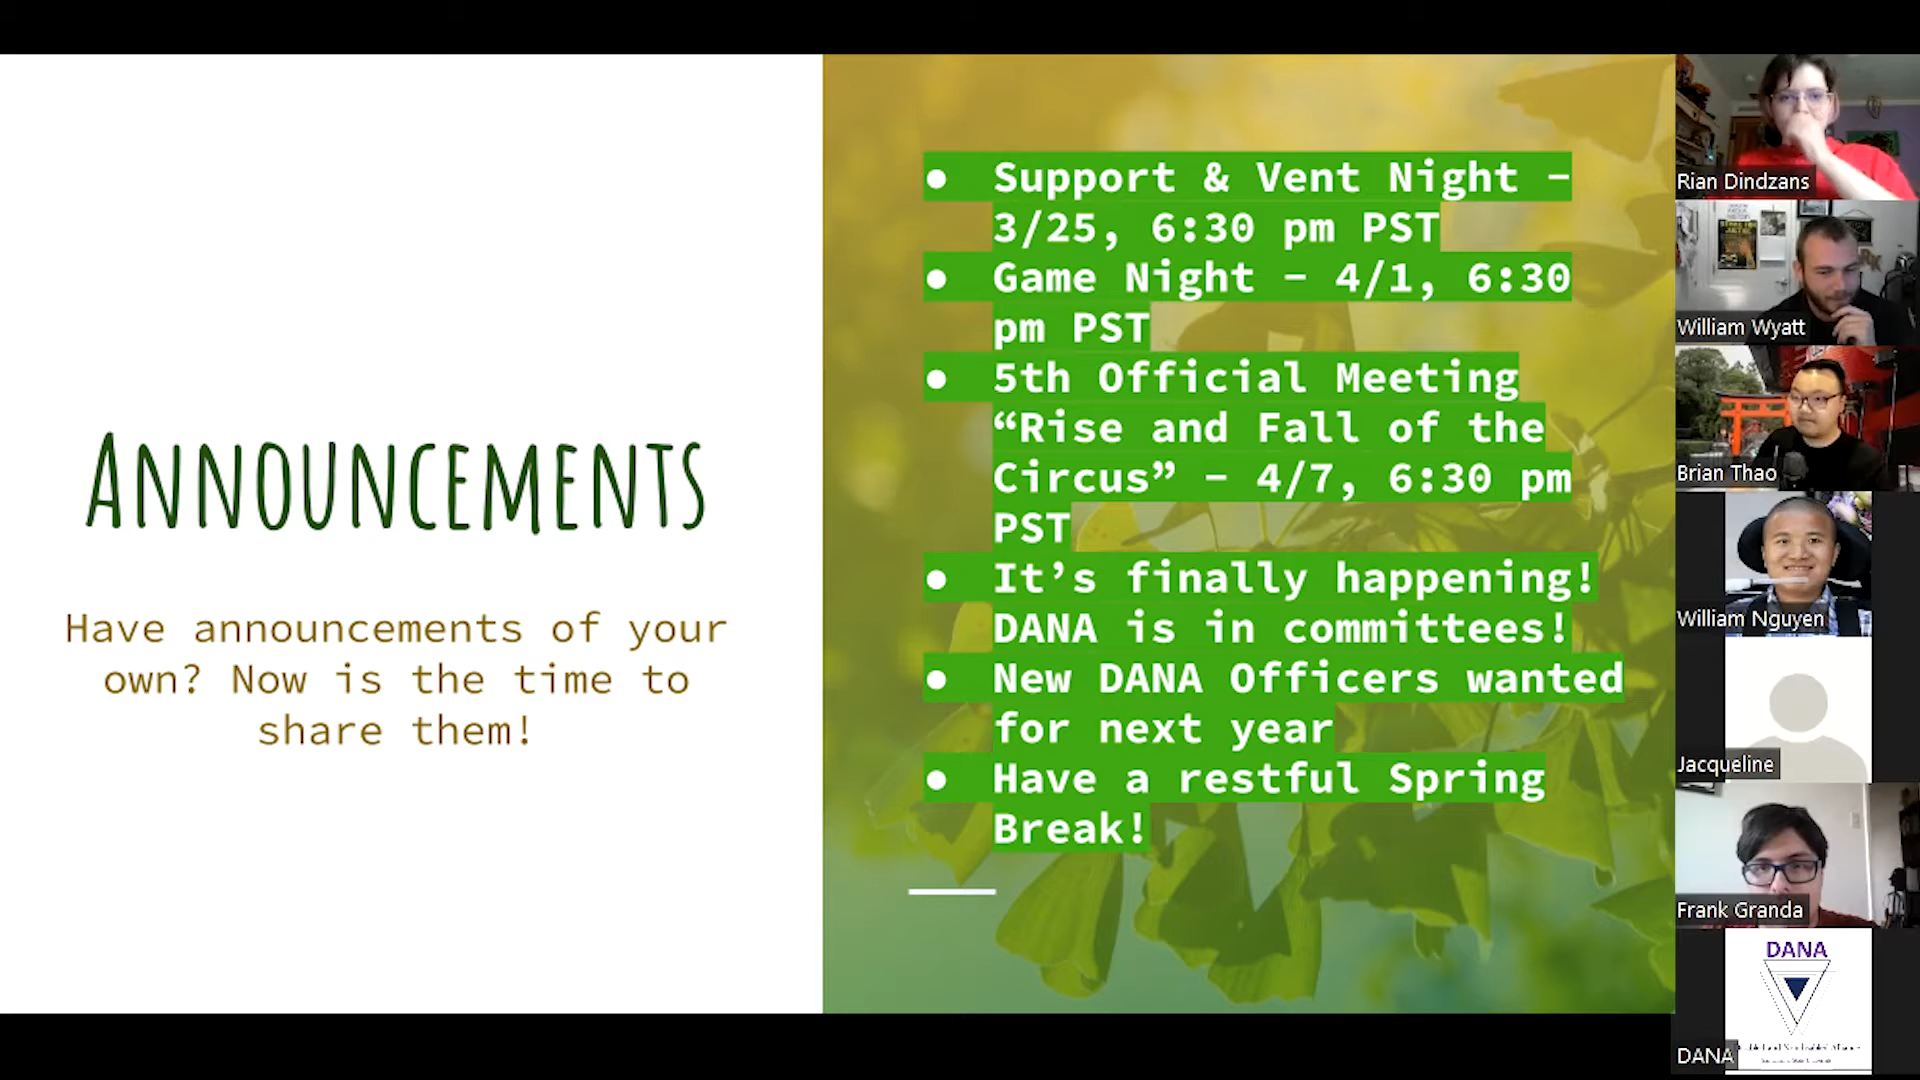 ANNOUNCEMENTS
Have announcements of your
own? Now is the time to
share them!
● Support & Vent Night –
3/25, 6:30 pm PST
● Game Night – 4/1, 6:30
pm PST
● 5th Official Meeting
“Rise and Fall of the
Circus” – 4/7, 6:30 pm
PST
● It’s finally happening!
DANA is in committees!
● New DANA Officers wanted
for next year
● Have a restful Spring
Break!
Rian Dindzans
William Wyatt
Brian Thao
William Nguyen
Jacqueline
Frank Granda
DANA
DANA